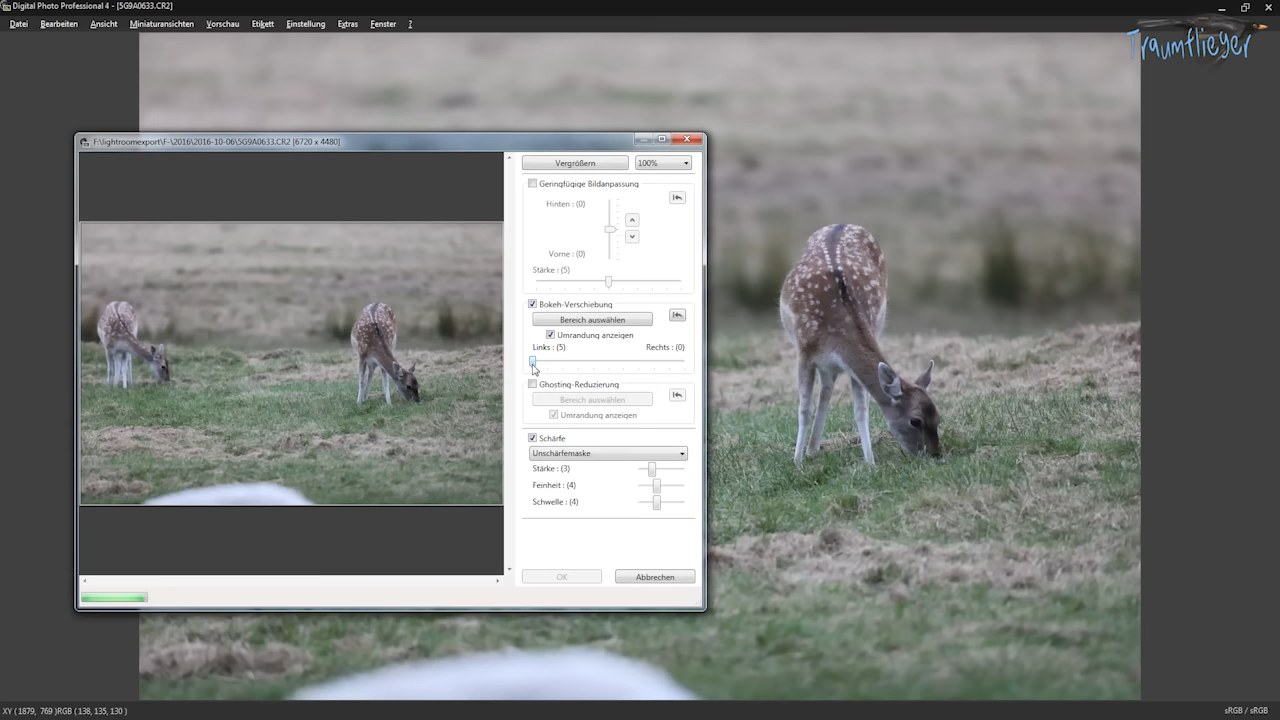 Digital Photo Professional 4 - [5G9A0633.CR2]
Datei Bearbeiten Ansicht Miniaturansichten Vorschau Etikett Einstellung Extras Fenster ?
Traumflieger
F:\lightroomexport\F-\2016\2016-10-06\5G9A0633.CR2 [6720 x 4480]
Vergrößern 100%
Geringfügige Bildanpassung
Hinten : (0)
Vorne : (0)
Stärke : (5)
Bokeh-Verschiebung
Bereich auswählen
Umrandung anzeigen
Links : (5) Rechts : (0)
Ghosting-Reduzierung
Bereich auswählen
Umrandung anzeigen
Schärfe
Unschärfemaske
Stärke : (3)
Feinheit : (4)
Schwelle : (4)
OK Abbrechen
XY ( 1879, 769 )RGB ( 138, 135, 130 ) sRGB / sRGB